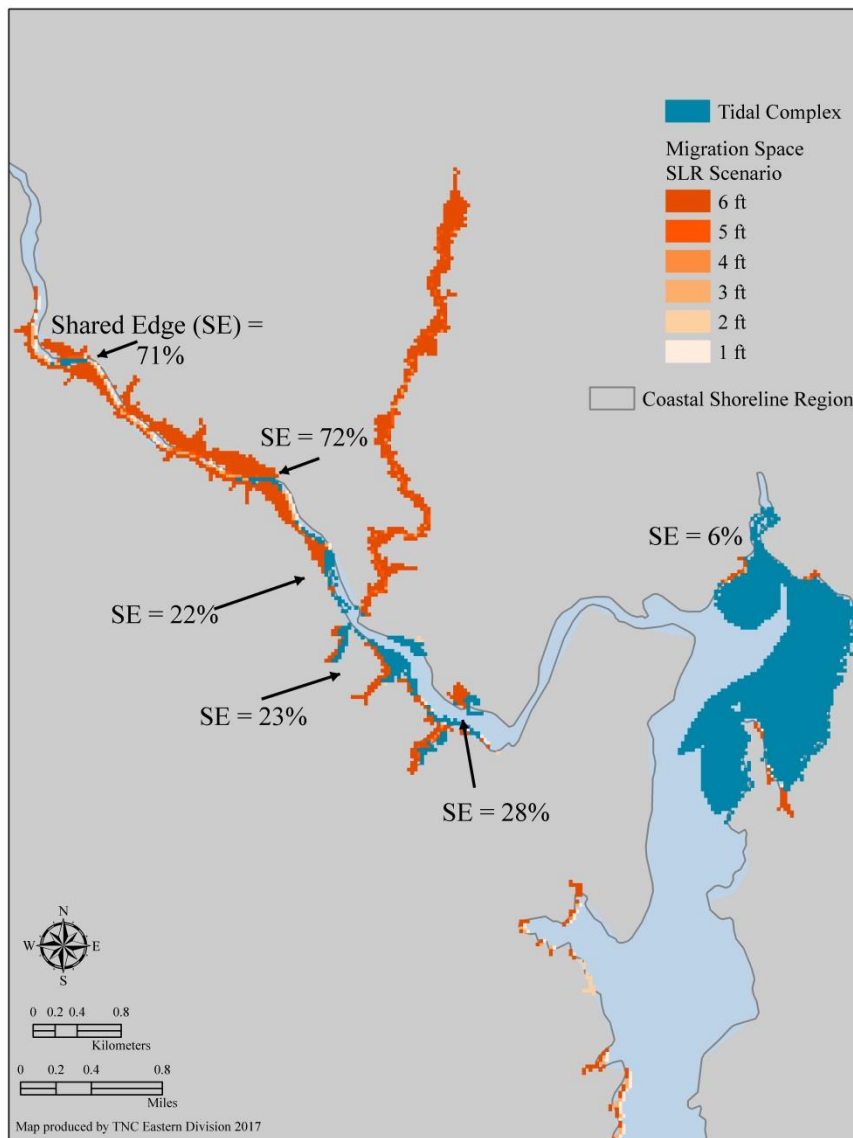 Tidal Complex
Migration Space
SLR Scenario
6 ft
5 ft
4 ft
3 ft
2 ft
1 ft
Coastal Shoreline Region
Shared Edge (SE) =
71%
SE = 72%
SE = 6%
SE = 22%
SE = 23%
SE = 28%
N
W E
S
0 0.2 0.4 0.8
Kilometers
0 0.2 0.4 0.8
Miles
Map produced by TNC Eastern Division 2017